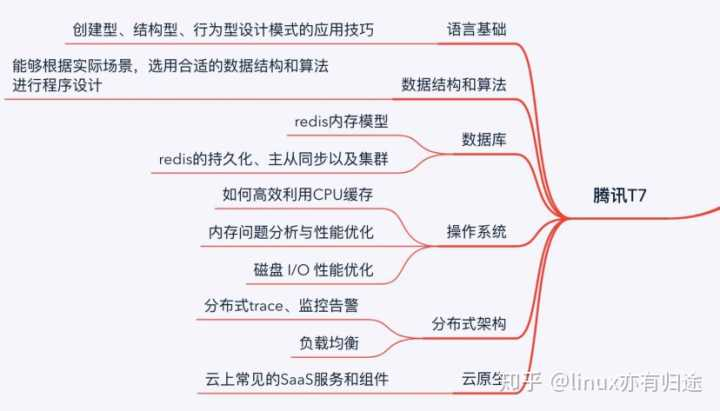 创建型、结构型、行为型设计模式的应用技巧
语言基础
能够根据实际场景，选用合适的数据结构和算法
进行程序设计
数据结构和算法
redis内存模型
数据库
redis的持久化、主从同步以及集群
如何高效利用CPU缓存
腾讯T7
内存问题分析与性能优化
操作系统
磁盘 I/O 性能优化
分布式trace、监控告警
分布式架构
负载均衡
云上常见的SaaS服务和组件
云原生
知乎 @linux亦有归途